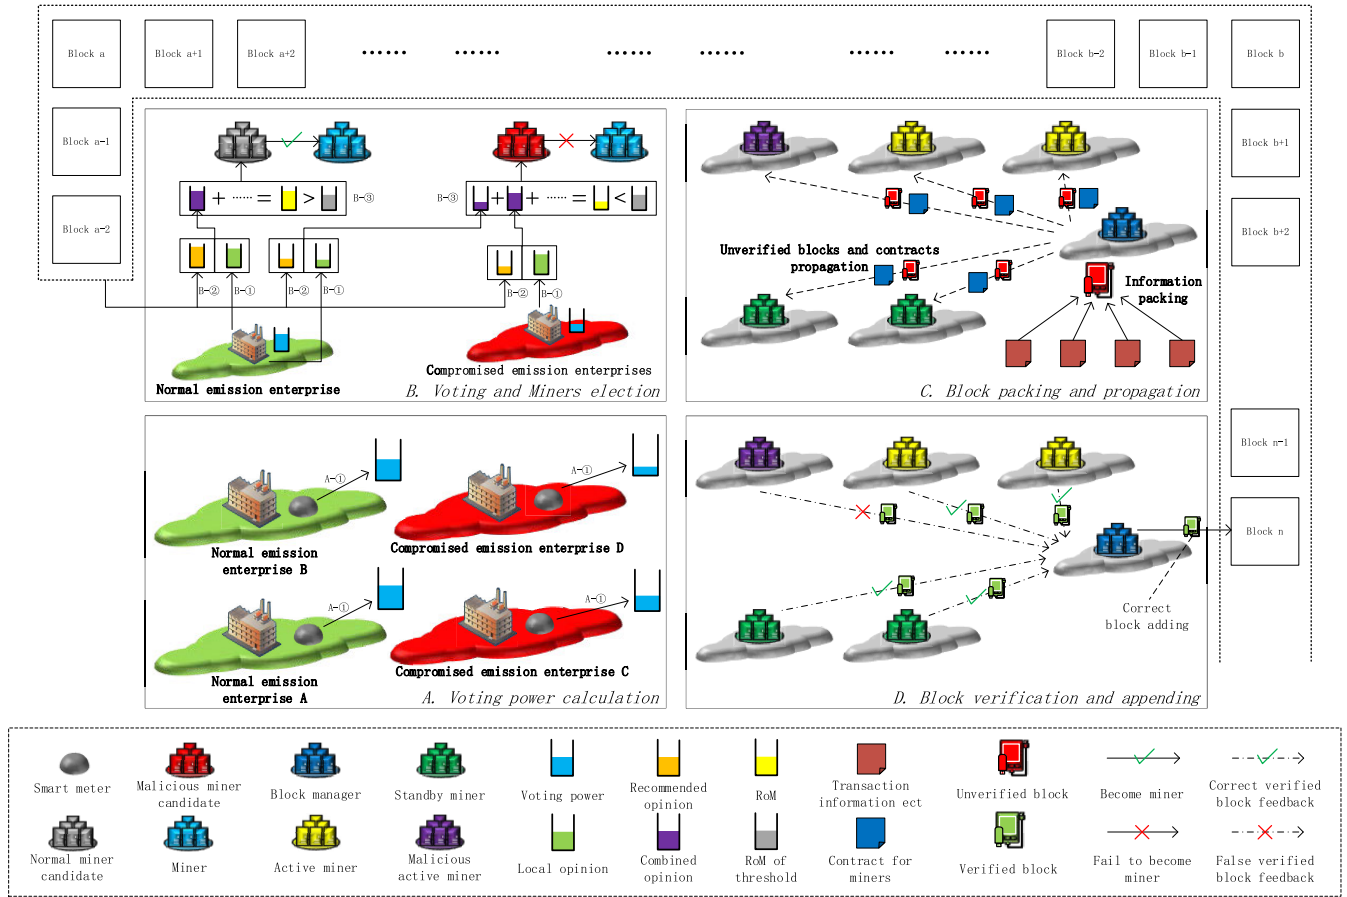 Block a
Block a+1
Block a+2
......
......
......
......
......
......
Block b-2
Block b-1
Block b
Block a-1
Block a-2
Block b+1
Block b+2
Block n-1
Block n
+ ...... = >
B-③
B-③
+ + ...... = <
B-②
B-①
B-②
B-①
B-②
B-①
Normal emission enterprise
Compromised emission enterprises
B. Voting and Miners election
Unverified blocks and contracts
propagation
Information
packing
C. Block packing and propagation
A-①
A-①
Normal emission
enterprise B
Compromised emission enterprise D
A-①
A-①
Normal emission
enterprise A
Compromised emission enterprise C
A. Voting power calculation
Correct
block adding
D. Block verification and appending
Smart meter
Malicious miner
candidate
Block manager
Standby miner
Voting power
Recommended
opinion
RoM
Transaction
information ect
Unverified block
Become miner
Correct verified
block feedback
Normal miner
candidate
Miner
Active miner
Malicious
active miner
Local opinion
Combined
opinion
RoM of
threshold
Contract for
miners
Verified block
Fail to become
miner
False verified
block feedback